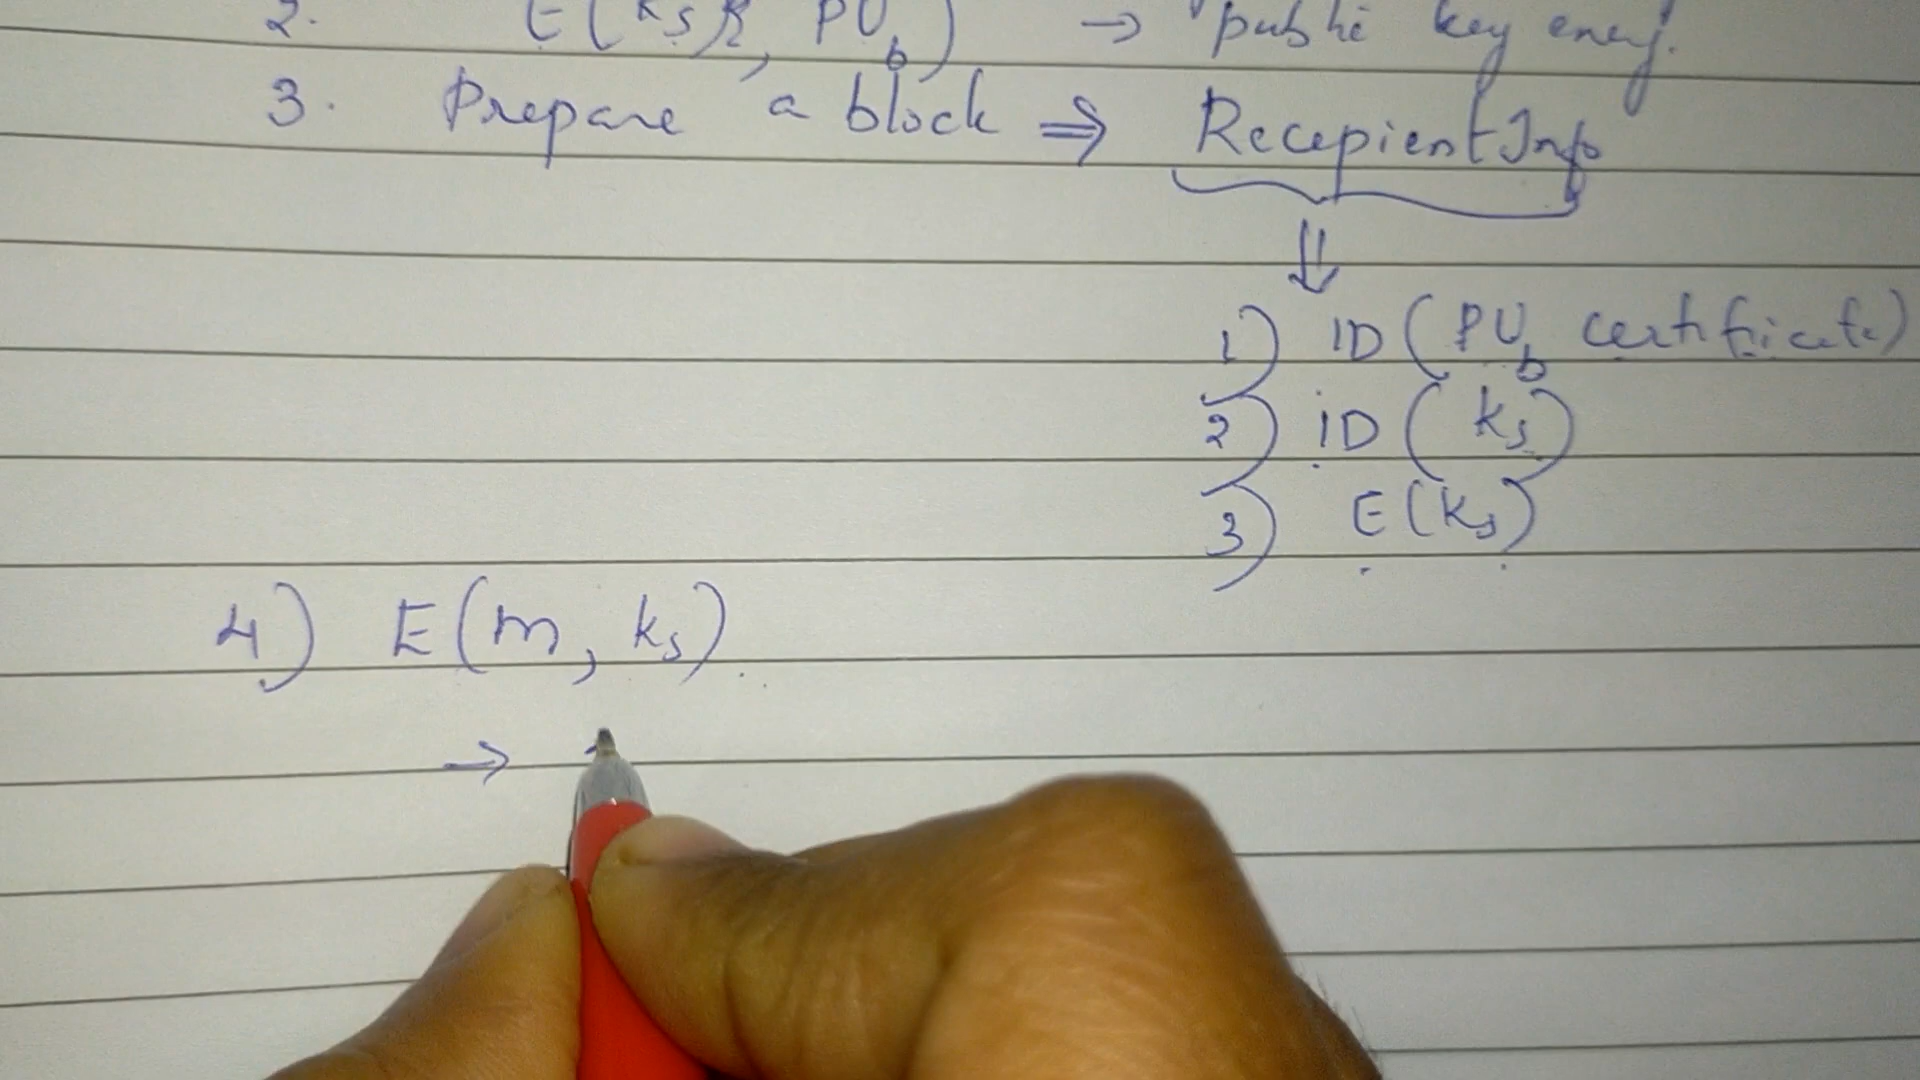 2. E(ks, PUb) → public key
3. Prepare a block ⇒ RecepientInfo
⇓
1) ID (PUb certificate)
2) ID (ks)
3) E(ks)
4) E(m, ks)
→